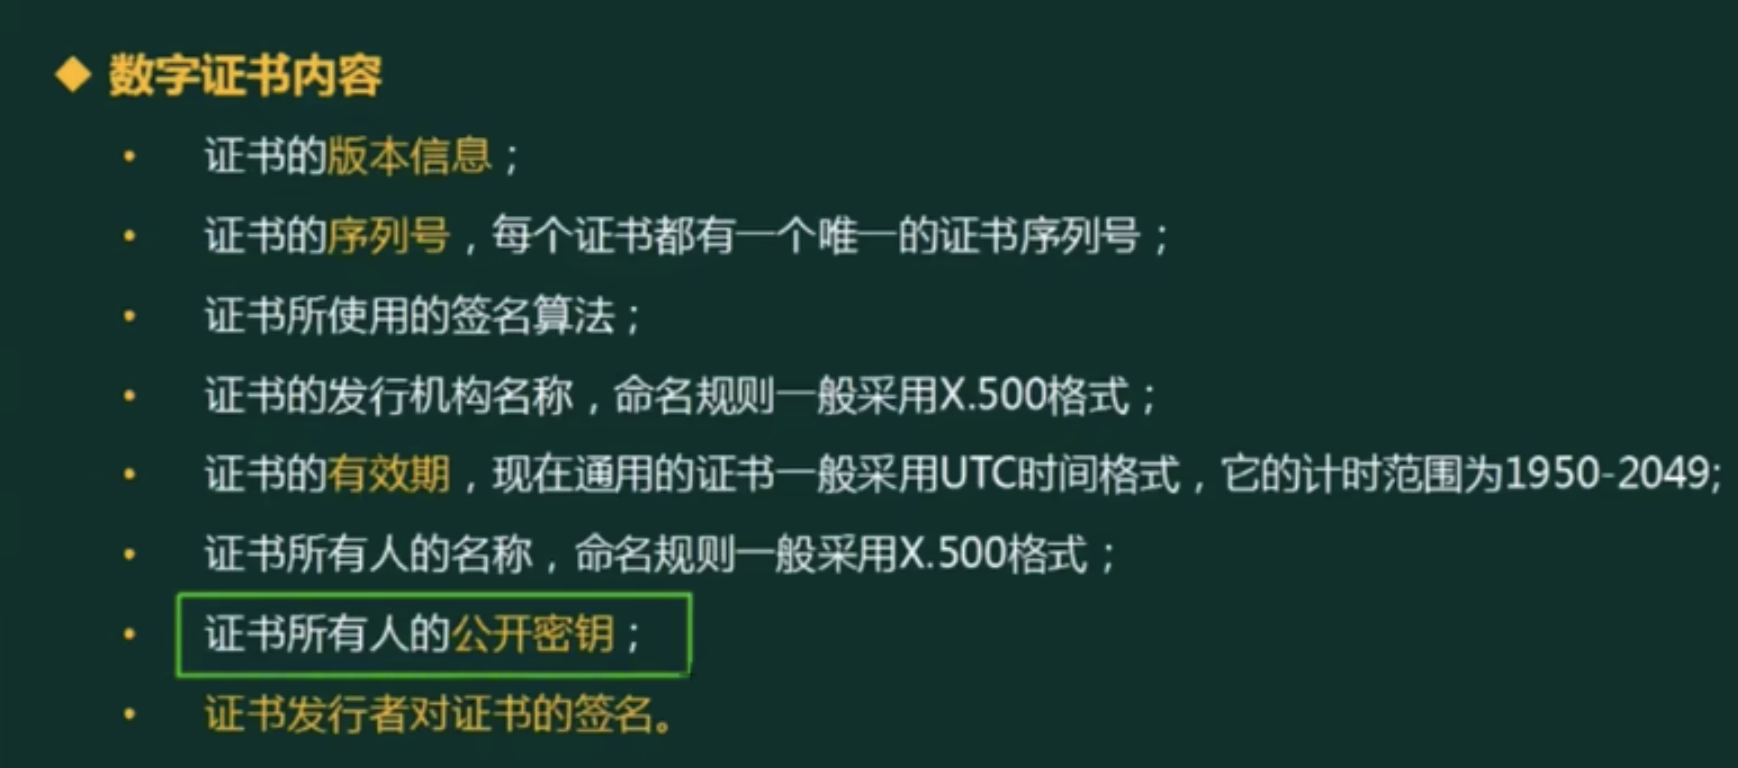 ◆ 数字证书内容
• 证书的版本信息；
• 证书的序列号，每个证书都有一个唯一的证书序列号；
• 证书所使用的签名算法；
• 证书的发行机构名称，命名规则一般采用X.500格式；
• 证书的有效期，现在通用的证书一般采用UTC时间格式，它的计时范围为1950-2049;
• 证书所有人的名称，命名规则一般采用X.500格式；
• 证书所有人的公开密钥；
• 证书发行者对证书的签名。